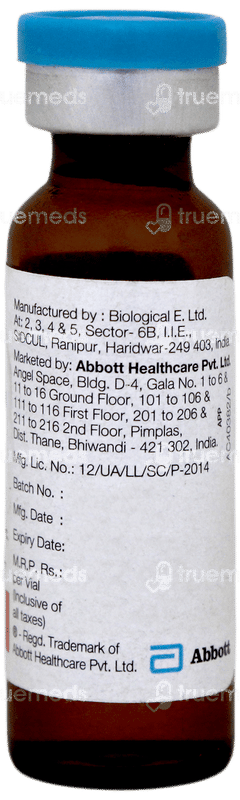 truemeds
Manufactured by : Biological E. Ltd.
At: 2, 3, 4 & 5, Sector- 6B, I.I.E.,
SIDCUL, Ranipur, Haridwar-249 403, India.
Marketed by: Abbott Healthcare Pvt. Ltd.
Angel Space, Bldg. D-4, Gala No. 1 to 6 &
11 to 16 Ground Floor, 101 to 106 &
111 to 116 First Floor, 201 to 206 &
211 to 216 2nd Floor, Pimplas,
Dist. Thane, Bhiwandi - 421 302, India.
Mfg. Lic. No.: 12/UA/LL/SC/P-2014
Batch No. :
Mfg. Date :
Expiry Date:
M.R.P. Rs.:
per Vial
(Inclusive of
all taxes)
® - Regd. Trademark of
Abbott Healthcare Pvt. Ltd.
Abbott
APP